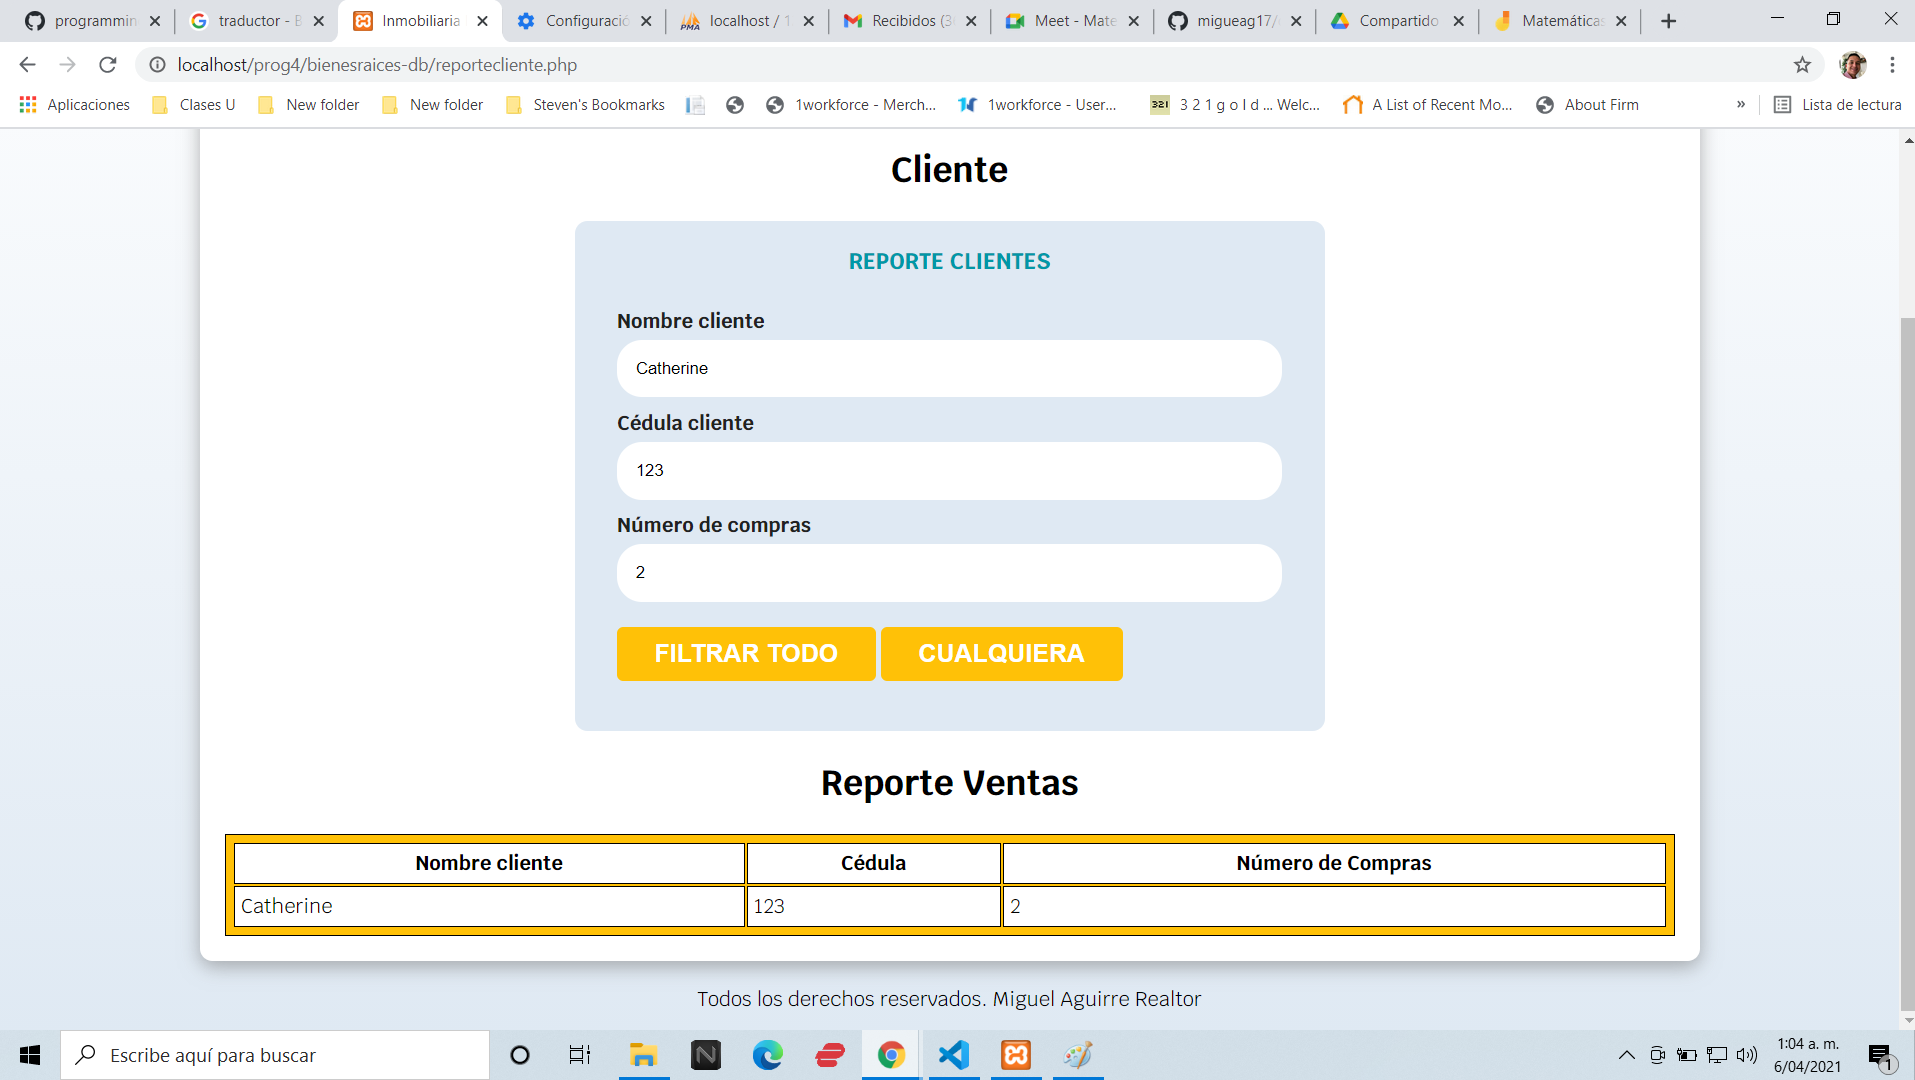 programmin
traductor - B
Inmobiliaria
Configuració
localhost / 1
Recibidos (3
Meet - Mate
migueag17/
Compartido
Matemáticas
localhost/prog4/bienesraices-db/reportecliente.php
Aplicaciones
Clases U
New folder
New folder
Steven's Bookmarks
1workforce - Merch...
1workforce - User...
321
3 2 1 g o l d ... Welc...
A List of Recent Mo...
About Firm
»
Lista de lectura
Cliente
REPORTE CLIENTES
Nombre cliente
Catherine
Cédula cliente
123
Número de compras
2
FILTRAR TODO CUALQUIERA
Reporte Ventas
Nombre cliente Cédula Número de Compras
Catherine 123 2
Todos los derechos reservados. Miguel Aguirre Realtor
Escribe aquí para buscar
1:04 a. m.
6/04/2021
1